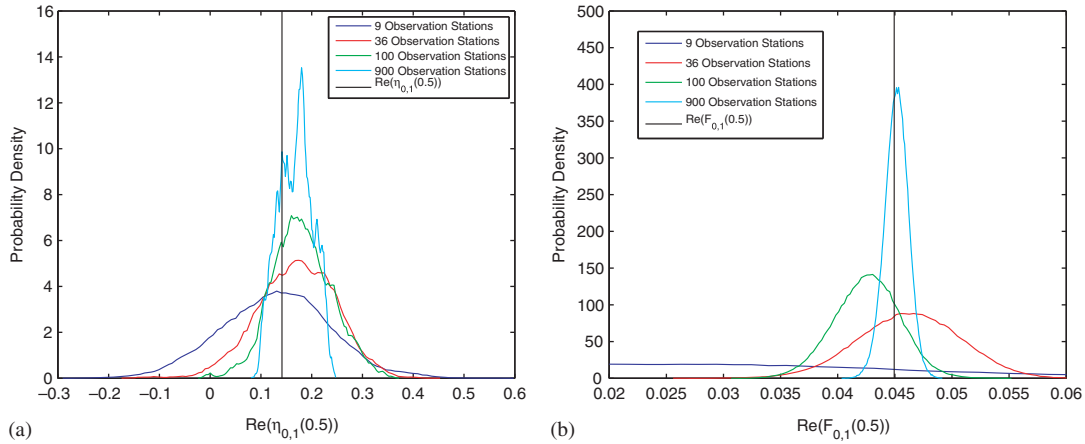 16
14
12
10
8
6
4
2
0
Probability Density
9 Observation Stations
36 Observation Stations
100 Observation Stations
900 Observation Stations
Re(η0,1(0.5))
−0.3 −0.2 −0.1 0 0.1 0.2 0.3 0.4 0.5 0.6
(a) Re(η0,1(0.5))
500
450
400
350
300
250
200
150
100
50
0
Probability Density
9 Observation Stations
36 Observation Stations
100 Observation Stations
900 Observation Stations
Re(F0,1(0.5))
0.02 0.025 0.03 0.035 0.04 0.045 0.05 0.055 0.06
(b) Re(F0,1(0.5))